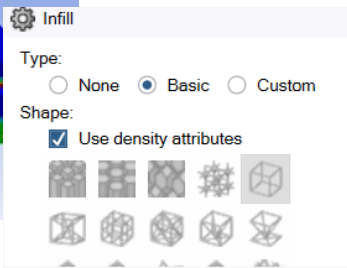 Infill
Type:
None Basic Custom
Shape:
Use density attributes